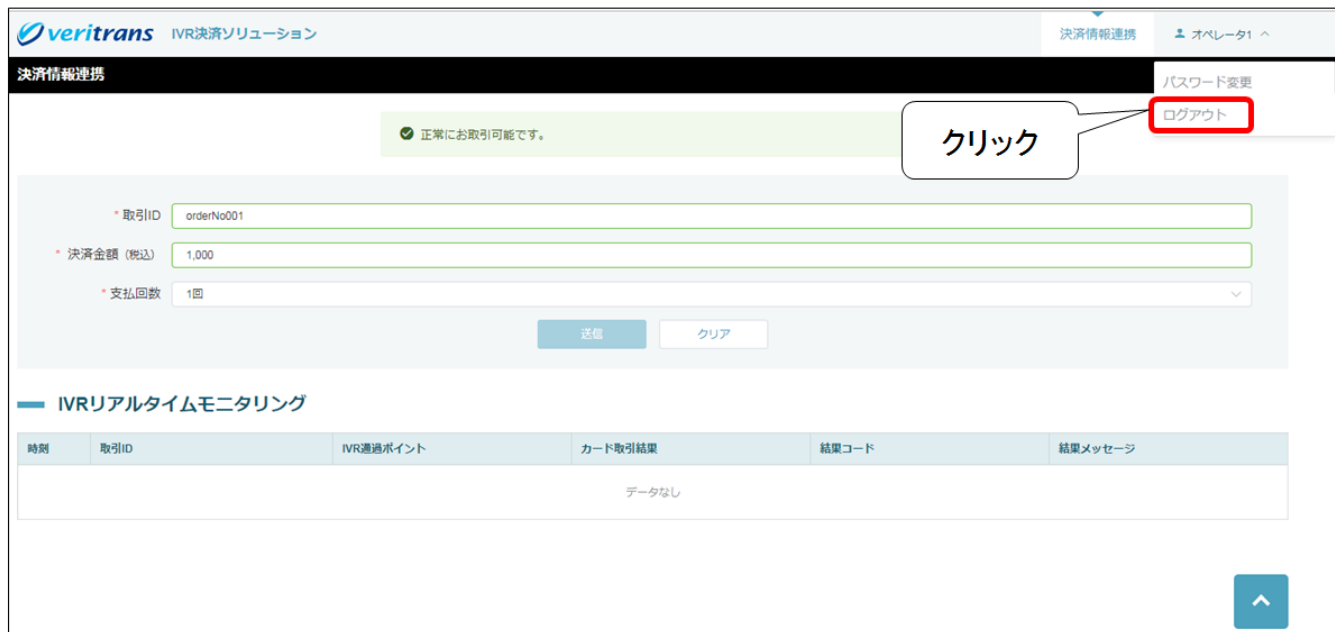 veritrans IVR決済ソリューション 決済情報連携 オペレータ1
決済情報連携
パスワード変更
ログアウト
クリック
正常にお取引可能です。
* 取引ID orderNo001
* 決済金額 (税込) 1,000
* 支払回数 1回
送信 クリア
IVRリアルタイムモニタリング
時刻 取引ID IVR通過ポイント カード取引結果 結果コード 結果メッセージ
データなし